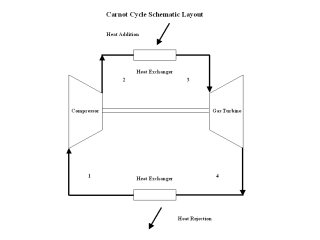 Carnot Cycle Schematic Layout
Heat Addition
Heat Exchanger
2
3
Compressor
Gas Turbine
1
Heat Exchanger
4
Heat Rejection